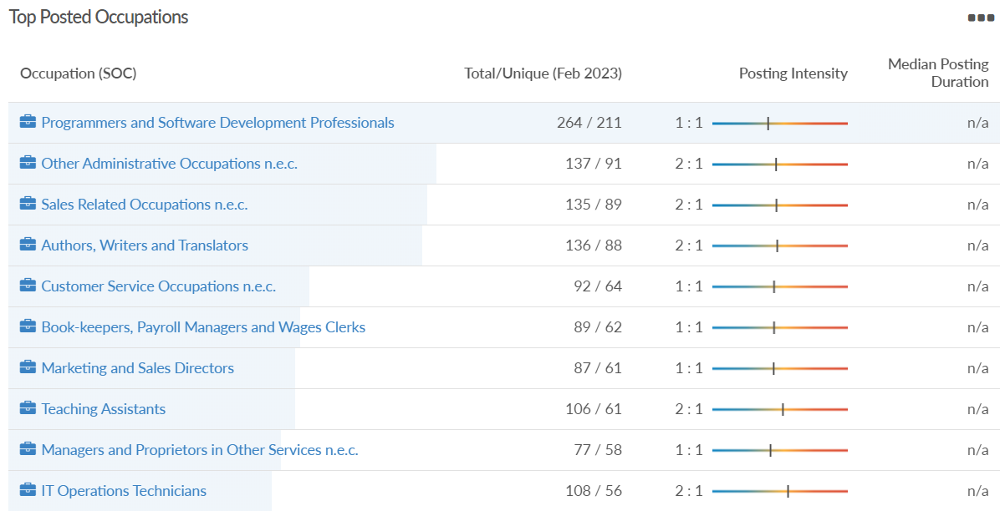 Top Posted Occupations
Occupation (SOC) Total/Unique (Feb 2023) Posting Intensity Median Posting Duration
Programmers and Software Development Professionals 264 / 211 1 : 1 n/a
Other Administrative Occupations n.e.c. 137 / 91 2 : 1 n/a
Sales Related Occupations n.e.c. 135 / 89 2 : 1 n/a
Authors, Writers and Translators 136 / 88 2 : 1 n/a
Customer Service Occupations n.e.c. 92 / 64 1 : 1 n/a
Book-keepers, Payroll Managers and Wages Clerks 89 / 62 1 : 1 n/a
Marketing and Sales Directors 87 / 61 1 : 1 n/a
Teaching Assistants 106 / 61 2 : 1 n/a
Managers and Proprietors in Other Services n.e.c. 77 / 58 1 : 1 n/a
IT Operations Technicians 108 / 56 2 : 1 n/a